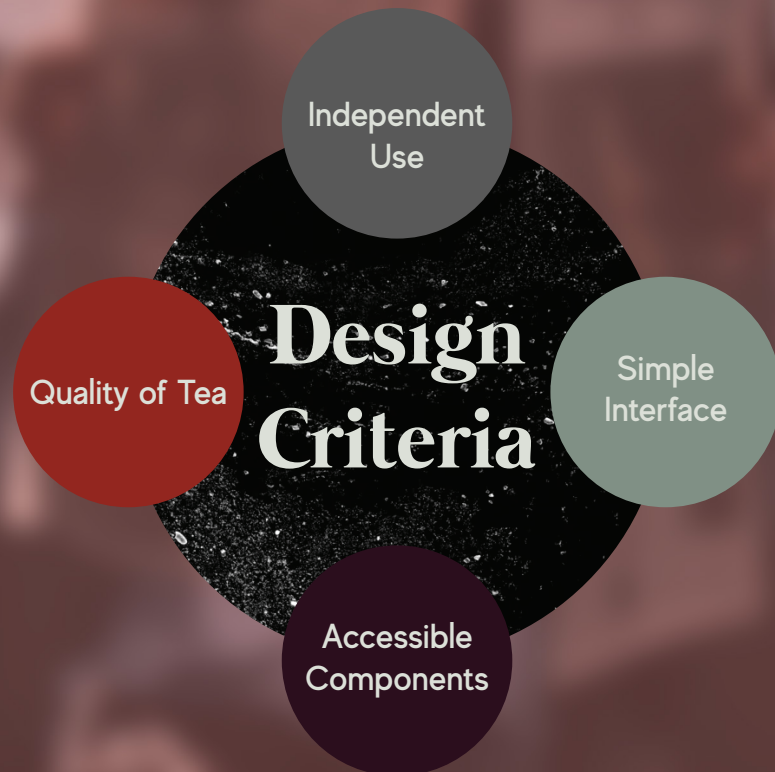 Independent
Use
Design
Criteria
Quality of Tea
Simple
Interface
Accessible
Components